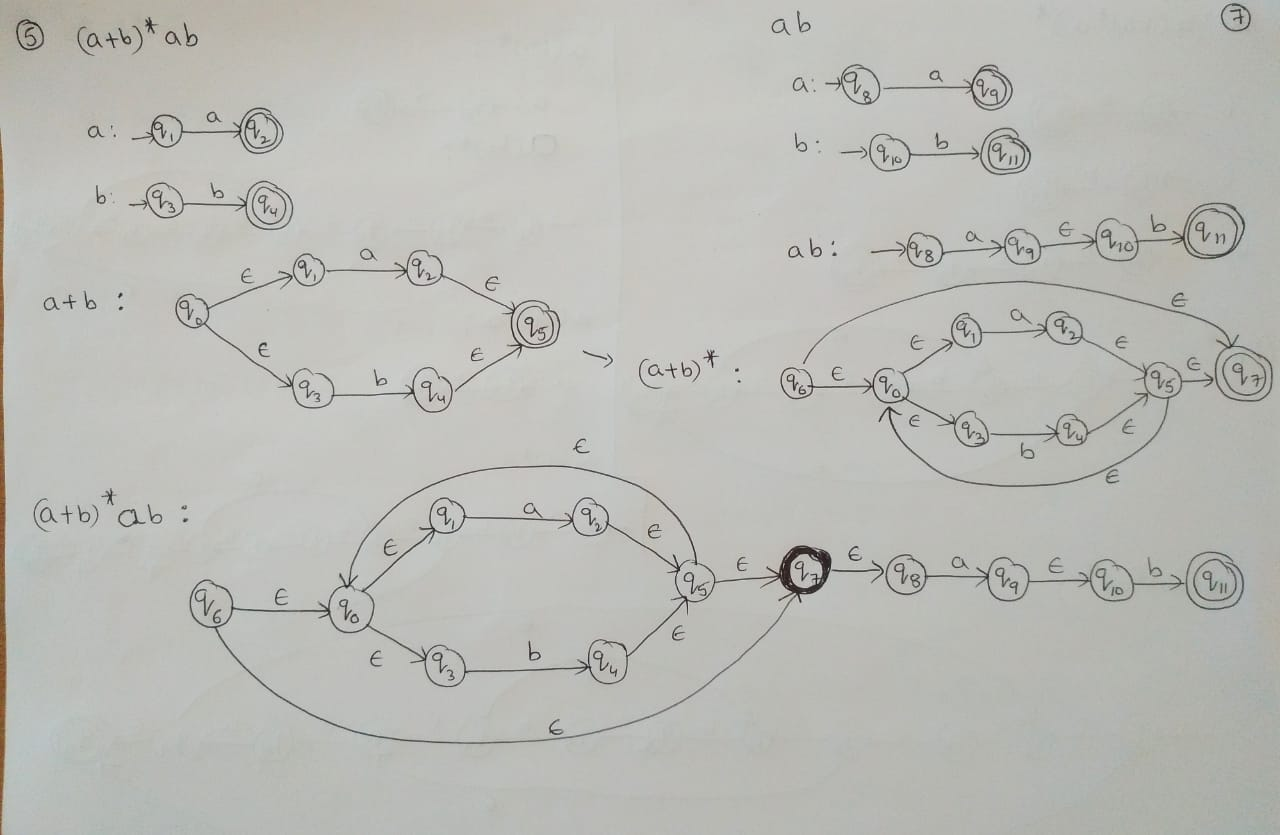 ⑤ (a+b)* ab
a: q₁ a q₂
b: q₃ b q₄
a+b :
ϵ q₁ a q₂ ϵ
q₀ q₅
ϵ q₃ b q₄ ϵ
ab ⑦
a: q₈ a q₉
b: q₁₀ b q₁₁
ab: q₈ a q₉ ϵ q₁₀ b q₁₁
(a+b)* :
ϵ
ϵ q₁ a q₂ ϵ
q₆ ϵ q₀ q₅ ϵ q₇
ϵ q₃ b q₄ ϵ
ϵ
(a+b)* ab :
ϵ
ϵ q₁ a q₂ ϵ
q₆ ϵ q₀ q₅ ϵ q₇ ϵ q₈ a q₉ ϵ q₁₀ b q₁₁
ϵ q₃ b q₄ ϵ
ϵ